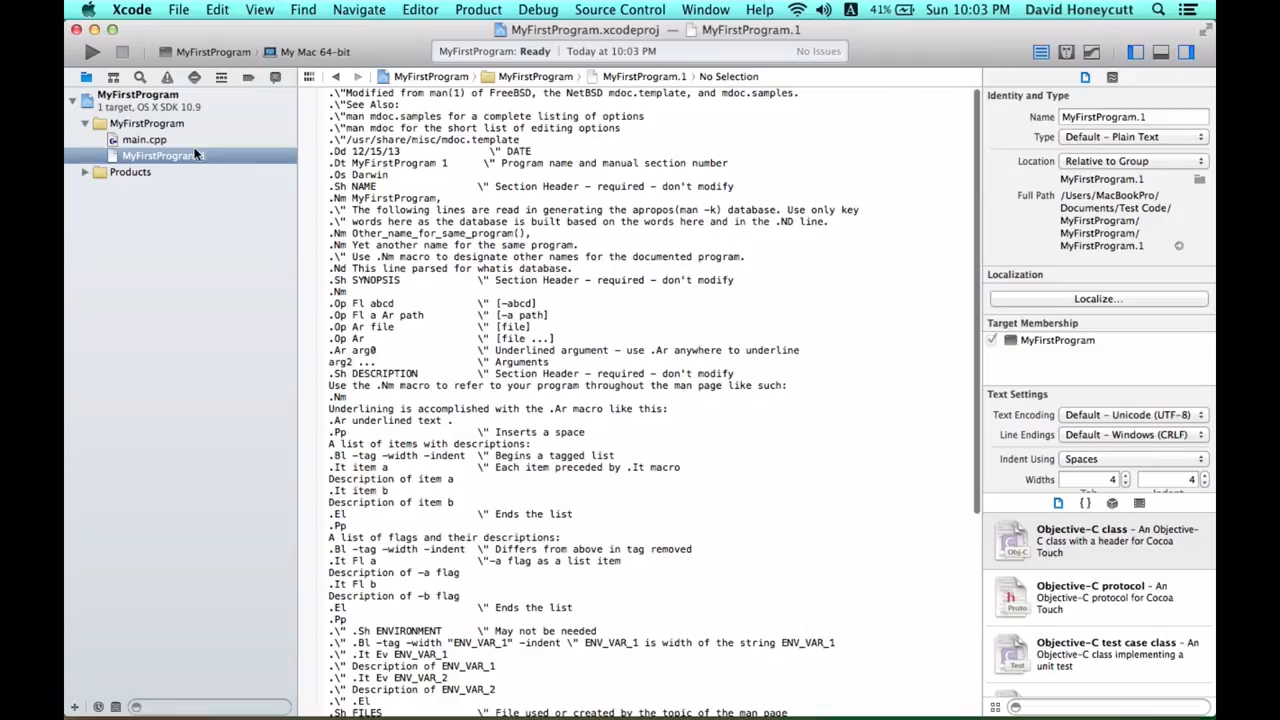 Xcode File Edit View Find Navigate Editor Product Debug Source Control Window Help A 41% Sun 10:03 PM David Honeycutt
MyFirstProgram.xcodeproj — MyFirstProgram.1
MyFirstProgram My Mac 64-bit
MyFirstProgram: Ready Today at 10:03 PM No Issues
MyFirstProgram MyFirstProgram MyFirstProgram.1 No Selection
MyFirstProgram
1 target, OS X SDK 10.9
MyFirstProgram
main.cpp
MyFirstProgram
Products
.\"Modified from man(1) of FreeBSD, the NetBSD mdoc.template, and mdoc.samples.
.\"See Also:
.\"man mdoc.samples for a complete listing of options
.\"man mdoc for the short list of editing options
.\"/usr/share/misc/mdoc.template
.Dd 12/15/13 \" DATE
.Dt MyFirstProgram 1 \" Program name and manual section number
.Os Darwin
.Sh NAME \" Section Header - required - don't modify
.Nm MyFirstProgram,
.\" The following lines are read in generating the apropos(man -k) database. Use only key
.\" words here as the database is built based on the words here and in the .ND line.
.Nm Other_name_for_same_program(),
.Nm Yet another name for the same program.
.\" Use .Nm macro to designate other names for the documented program.
.Nd This line parsed for whatis database.
.Sh SYNOPSIS \" Section Header - required - don't modify
.Nm
.Op Fl abcd \" [-abcd]
.Op Fl a Ar path \" [-a path]
.Op Ar file \" [file]
.Op Ar \" [file ...]
.Ar arg0 \" Underlined argument - use .Ar anywhere to underline
arg2 ... \" Arguments
.Sh DESCRIPTION \" Section Header - required - don't modify
Use the .Nm macro to refer to your program throughout the man page like such:
.Nm
Underlining is accomplished with the .Ar macro like this:
.Ar underlined text .
.Pp \" Inserts a space
A list of items with descriptions:
.Bl -tag -width -indent \" Begins a tagged list
.It item a \" Each item preceded by .It macro
Description of item a
.It item b
Description of item b
.El \" Ends the list
.Pp
A list of flags and their descriptions:
.Bl -tag -width -indent \" Differs from above in tag removed
.It Fl a \"-a flag as a list item
Description of -a flag
.It Fl b
Description of -b flag
.El \" Ends the list
.Pp
.\" .Sh ENVIRONMENT \" May not be needed
.\" .Bl -tag -width "ENV_VAR_1" -indent \" ENV_VAR_1 is width of the string ENV_VAR_1
.\" .It Ev ENV_VAR_1
.\" Description of ENV_VAR_1
.\" .It Ev ENV_VAR_2
.\" Description of ENV_VAR_2
.\" .El
.Sh FILES \" File used or created by the topic of the man page
Identity and Type
Name MyFirstProgram.1
Type Default - Plain Text
Location Relative to Group
MyFirstProgram.1
Full Path /Users/MacBookPro/
Documents/Test Code/
MyFirstProgram/
MyFirstProgram/
MyFirstProgram.1
Localization
Localize...
Target Membership
MyFirstProgram
Text Settings
Text Encoding Default - Unicode (UTF-8)
Line Endings Default - Windows (CRLF)
Indent Using Spaces
Widths 4 4
{ }
Objective-C class - An Objective-
C class with a header for Cocoa
Touch
Obj-C
Objective-C protocol - An
Objective-C protocol for Cocoa
Touch
Proto
Objective-C test case class - An
Objective-C class implementing a
unit test
Test